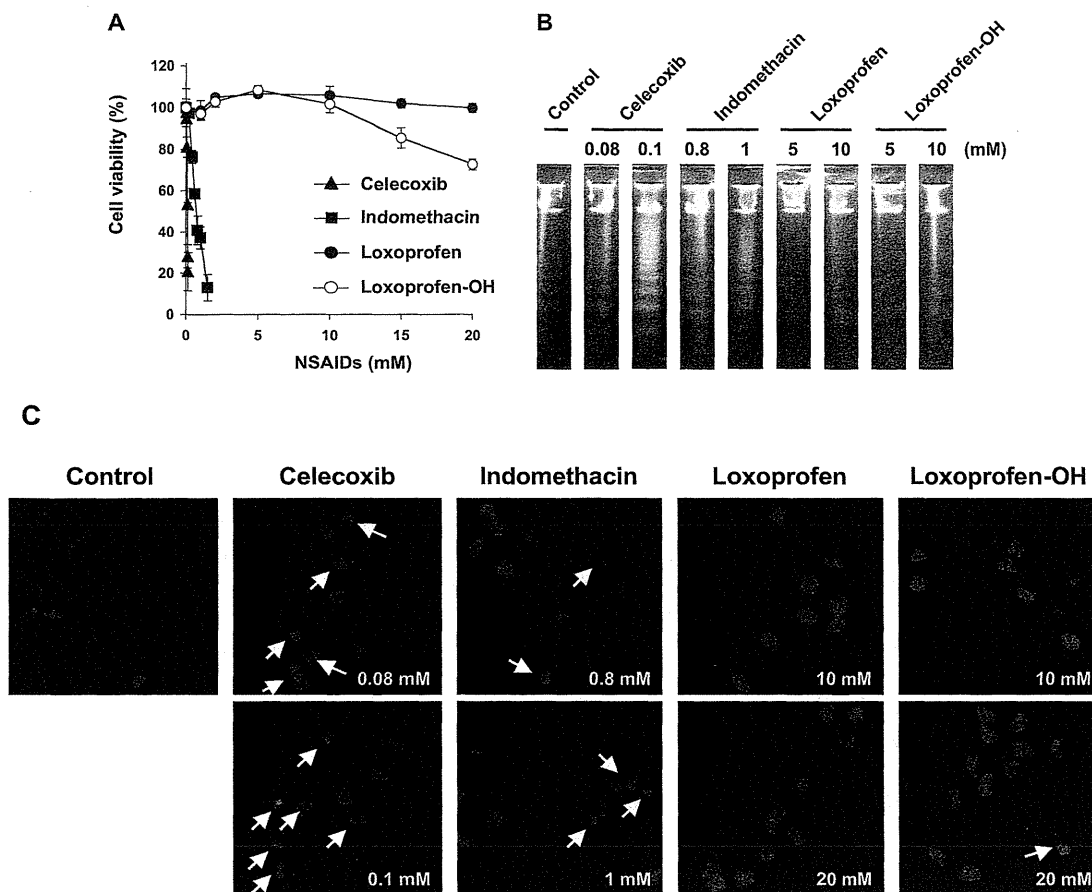 A
120
100
80
60
40
20
0
Cell viability (%)
0 5 10 15 20
NSAIDs (mM)
Celecoxib
Indomethacin
Loxoprofen
Loxoprofen-OH
B
Control
Celecoxib
Indomethacin
Loxoprofen
Loxoprofen-OH
0.08 0.1 0.8 1 5 10 5 10 (mM)
C
Control Celecoxib Indomethacin Loxoprofen Loxoprofen-OH
0.08 mM 0.8 mM 10 mM 10 mM
0.1 mM 1 mM 20 mM 20 mM